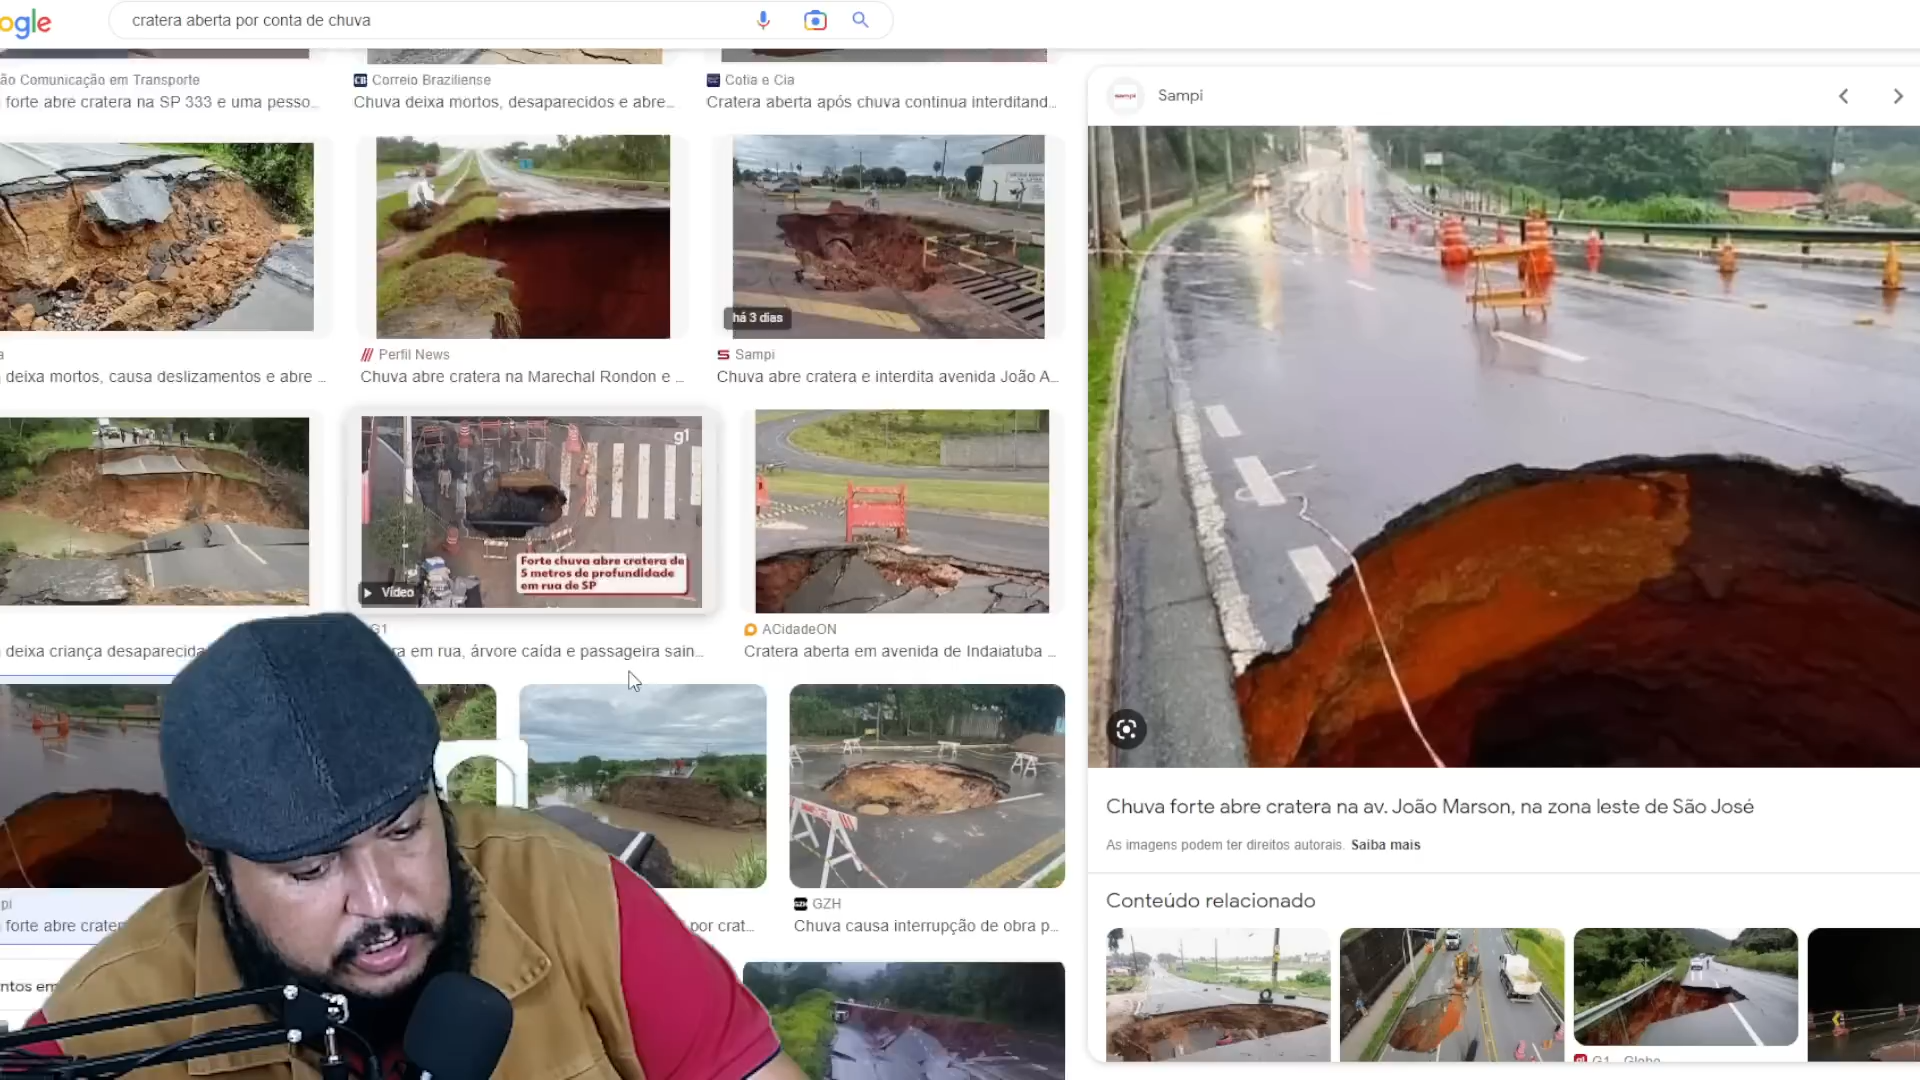 ogle
cratera aberta por conta de chuva
ão Comunicação em Transporte
forte abre cratera na SP 333 e uma pesso...
CB Correio Braziliense
Chuva deixa mortos, desaparecidos e abre...
Cotia e Cia
Cratera aberta após chuva continua interditand...
sampi
Sampi
há 3 dias
a
deixa mortos, causa deslizamentos e abre ...
Perfil News
Chuva abre cratera na Marechal Rondon e ...
Sampi
Chuva abre cratera e interdita avenida João A...
g1
Forte chuva abre cratera de
5 metros de profundidade
em rua de SP
Vídeo
deixa criança desaparecida
G1
ra em rua, árvore caída e passageira sain...
ACidadeON
Cratera aberta em avenida de Indaiatuba ...
pi
forte abre crater
por crat...
GZH GZH
Chuva causa interrupção de obra p...
ntos em
Chuva forte abre cratera na av. João Marson, na zona leste de São José
As imagens podem ter direitos autorais. Saiba mais
Conteúdo relacionado
G1 - Globo